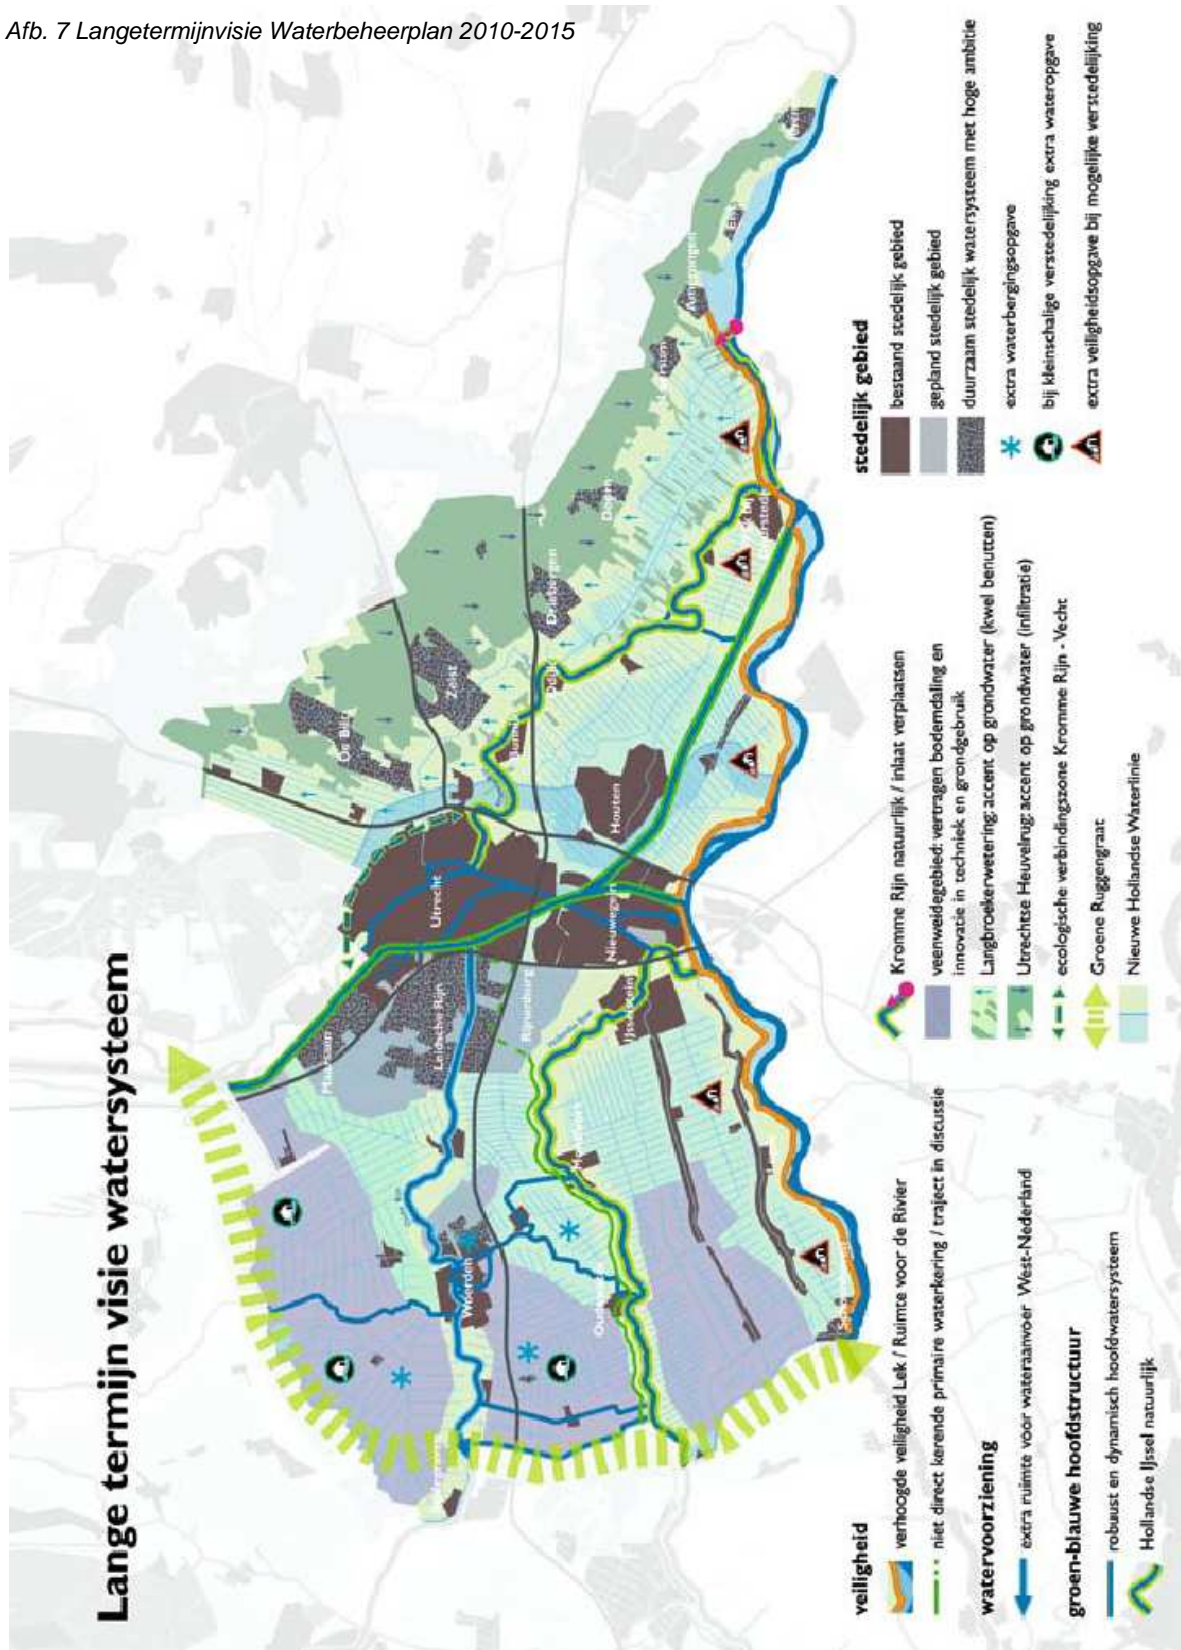 Afb. 7 Langetermijnvisie Waterbeheerplan 2010-2015
Lange termijn visie watersysteem
Maarssen
Leidsche Rijn
Utrecht
De Bilt
Zeist
Bunnik
Odijk
Driebergen
Doorn
Amerongen
Houten
Nieuwegein
IJsselstein
Rijnenburg
Woerden
veiligheid
verhoogde veiligheid Lek / Ruimte voor de Rivier
niet direct kerende primaire waterkering / traject in discussie
watervoorziening
extra ruimte voor wateraanvoer West-Nederland
groen-blauwe hoofdstructuur
robuust en dynamisch hoofdwatersysteem
Hollandse IJssel natuurlijk
Kromme Rijn natuurlijk / inlaat verplaatsen
veenweidegebied: vertragen bodemdaling en
innovatie in techniek en grondgebruik
Langbroekerwetering: accent op grondwater (kwel benutten)
Utrechtse Heuvelrug: accent op grondwater (infiltratie)
ecologische verbindingszone Kromme Rijn - Vecht
Groene Ruggengraat
Nieuwe Hollandse Waterlinie
stedelijk gebied
bestaand stedelijk gebied
gepland stedelijk gebied
duurzaam stedelijk watersysteem met hoge ambitie
extra waterbergingsopgave
bij kleinschalige verstedelijking extra wateropgave
extra veiligheidsopgave bij mogelijke verstedelijking